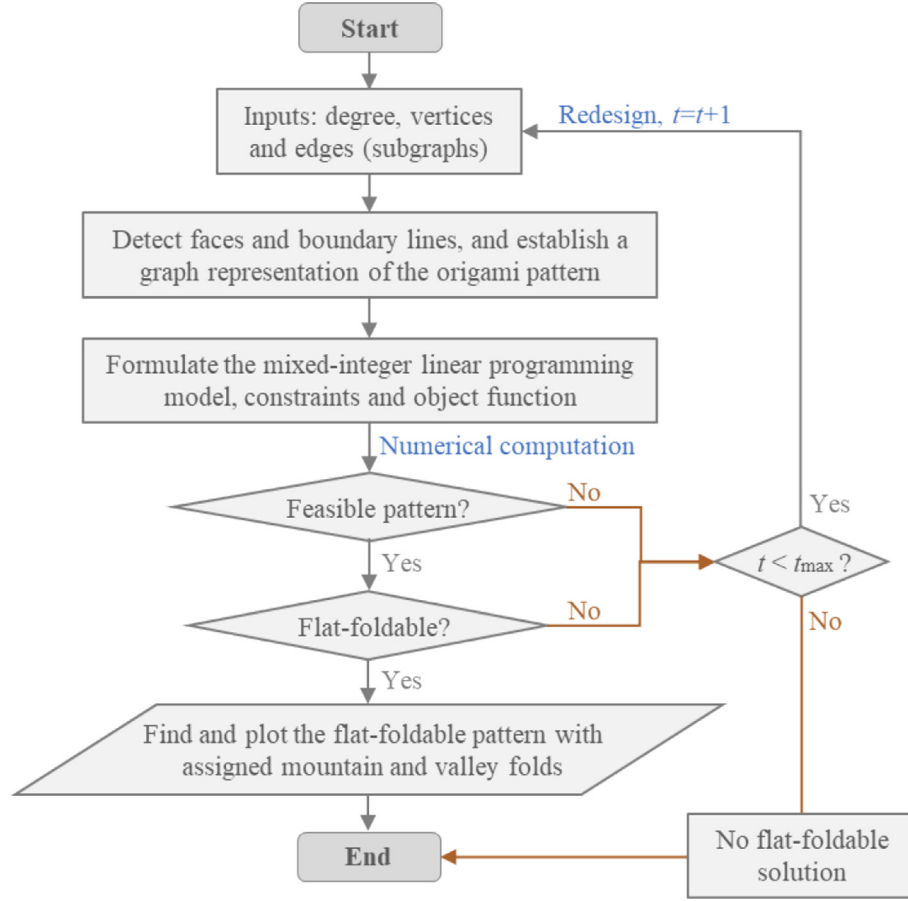 Start
Inputs: degree, vertices
and edges (subgraphs)
Redesign, t=t+1
Detect faces and boundary lines, and establish a
graph representation of the origami pattern
Formulate the mixed-integer linear programming
model, constraints and object function
Numerical computation
Feasible pattern?
No
Yes
Yes
t < tmax ?
Flat-foldable?
No
No
Yes
Find and plot the flat-foldable pattern with
assigned mountain and valley folds
No flat-foldable
solution
End